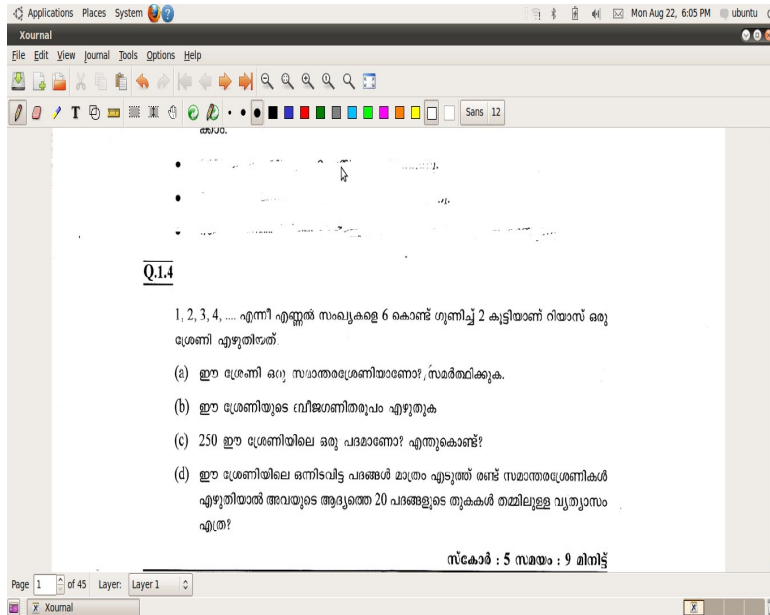 Applications Places System Mon Aug 22, 6:05 PM ubuntu
Xournal
File Edit View Journal Tools Options Help
Sans 12
ക്കാം.
Q.1.4
1, 2, 3, 4, .... എന്നീ എണ്ണൽ സംഖ്യകളെ 6 കൊണ്ട് ഗുണിച്ച് 2 കൂട്ടിയാണ് റിയാസ് ഒരു
ശ്രേണി എഴുതിയത്.
(a) ഈ ശ്രേണി ഒരു സമാന്തരശ്രേണിയാണോ? സമർത്ഥിക്കുക.
(b) ഈ ശ്രേണിയുടെ ബീജഗണിതരൂപം എഴുതുക
(c) 250 ഈ ശ്രേണിയിലെ ഒരു പദമാണോ? എന്തുകൊണ്ട്?
(d) ഈ ശ്രേണിയിലെ ഒന്നിടവിട്ട പദങ്ങൾ മാത്രം എടുത്ത് രണ്ട് സമാന്തരശ്രേണികൾ
എഴുതിയാൽ അവയുടെ ആദ്യത്തെ 20 പദങ്ങളുടെ തുകകൾ തമ്മിലുള്ള വ്യത്യാസം
എത്ര?
സ്കോർ : 5 സമയം : 9 മിനിട്ട്
Page 1 of 45 Layer: Layer 1
Xournal